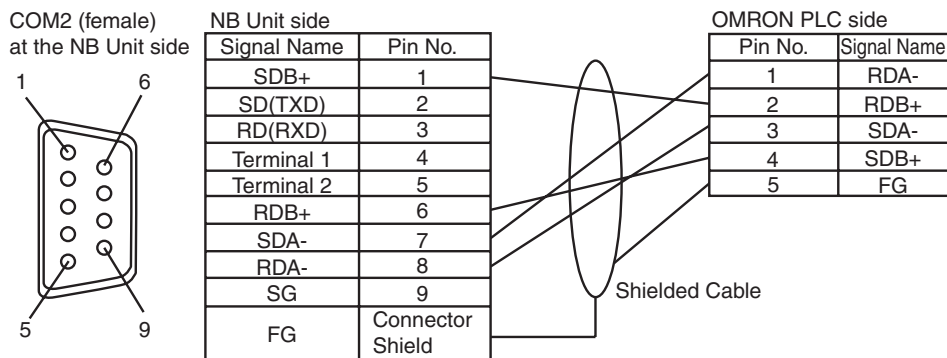 COM2 (female)
at the NB Unit side
1
6
5
9
NB Unit side
Signal Name Pin No.
SDB+ 1
SD(TXD) 2
RD(RXD) 3
Terminal 1 4
Terminal 2 5
RDB+ 6
SDA- 7
RDA- 8
SG 9
FG Connector
Shield
Shielded Cable
OMRON PLC side
Pin No. Signal Name
1 RDA-
2 RDB+
3 SDA-
4 SDB+
5 FG